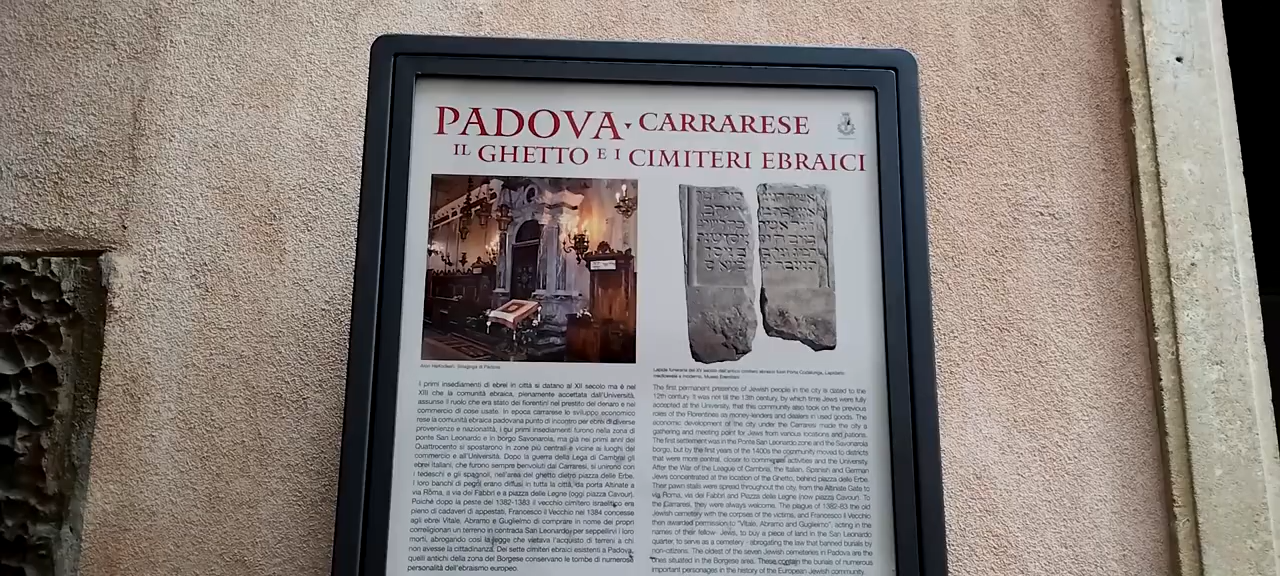 PADOVA CARRARESE
IL GHETTO E I CIMITERI EBRAICI
Aron HaKodesh, Sinagoga di Padova
Lapide funeraria del XV secolo dall'antico cimitero ebraico fuori Porta Codalunga, Lapidario
medioevale e moderno, Museo Eremitani
I primi insediamenti di ebrei in città si datano al XII secolo ma è nel
XIII che la comunità ebraica, pienamente accettata dall'Università,
assunse il ruolo che era stato dei fiorentini nel prestito del denaro e nel
commercio di cose usate. In epoca carrarese lo sviluppo economico
rese la comunità ebraica padovana punto di incontro per ebrei di diverse
provenienze e nazionalità, i cui primi insediamenti furono nella zona di
ponte San Leonardo e in borgo Savonarola, ma già nei primi anni del
Quattrocento si spostarono in zone più centrali e vicine ai luoghi del
commercio e all'Università. Dopo la guerra della Lega di Cambrai gli
ebrei italiani, che furono sempre benvoluti dai Carraresi, si unirono con
i tedeschi e gli spagnoli, nell'area del ghetto dietro piazza delle Erbe.
I loro banchi di pegni erano diffusi in tutta la città, da porta Altinate a
via Roma, a via dei Fabbri e a piazza delle Legne (oggi piazza Cavour).
Poiché dopo la peste del 1382-1383 il vecchio cimitero israelitico era
pieno di cadaveri di appestati, Francesco il Vecchio nel 1384 concesse
agli ebrei Vitale, Abramo e Guglielmo di comprare in nome dei propri
correligionari un terreno in contrada San Leonardo per seppellirvi i loro
morti, abrogando così la legge che vietava l'acquisto di terreni a chi
non avesse la cittadinanza. Dei sette cimiteri ebraici esistenti a Padova,
quelli antichi della zona del Borgese conservano le tombe di numerose
personalità dell'ebraismo europeo.
The first permanent presence of Jewish people in the city is dated to the
12th century. It was not till the 13th century, by which time Jews were fully
accepted at the University, that this community also took on the previous
roles of the Florentines as money-lenders and dealers in used goods. The
economic development of the city under the Carraresi made the city a
gathering and meeting point for Jews from various locations and nations.
The first settlement was in the Ponte San Leonardo zone and the Savonarola
borgo, but by the first years of the 1400s the community moved to districts
that were more central, closer to commercial activities and the University.
After the War of the League of Cambrai, the Italian, Spanish and German
Jews concentrated at the location of the Ghetto, behind piazza delle Erbe.
Their pawn stalls were spread throughout the city, from the Altinate Gate to
via Roma, via dei Fabbri and Piazza delle Legne (now piazza Cavour). To
the Carraresi, they were always welcome. The plague of 1382-83 the old
Jewish cemetery with the corpses of the victims, and Francesco il Vecchio
then awarded permission to "Vitale, Abramo and Guglielmo", acting in the
names of their fellow Jews, to buy a piece of land in the San Leonardo
quarter, to serve as a cemetery - abrogating the law that banned burials by
non-citizens. The oldest of the seven Jewish cemeteries in Padova are the
ones situated in the Borgese area. These contain the burials of numerous
important personages in the history of the European Jewish community.